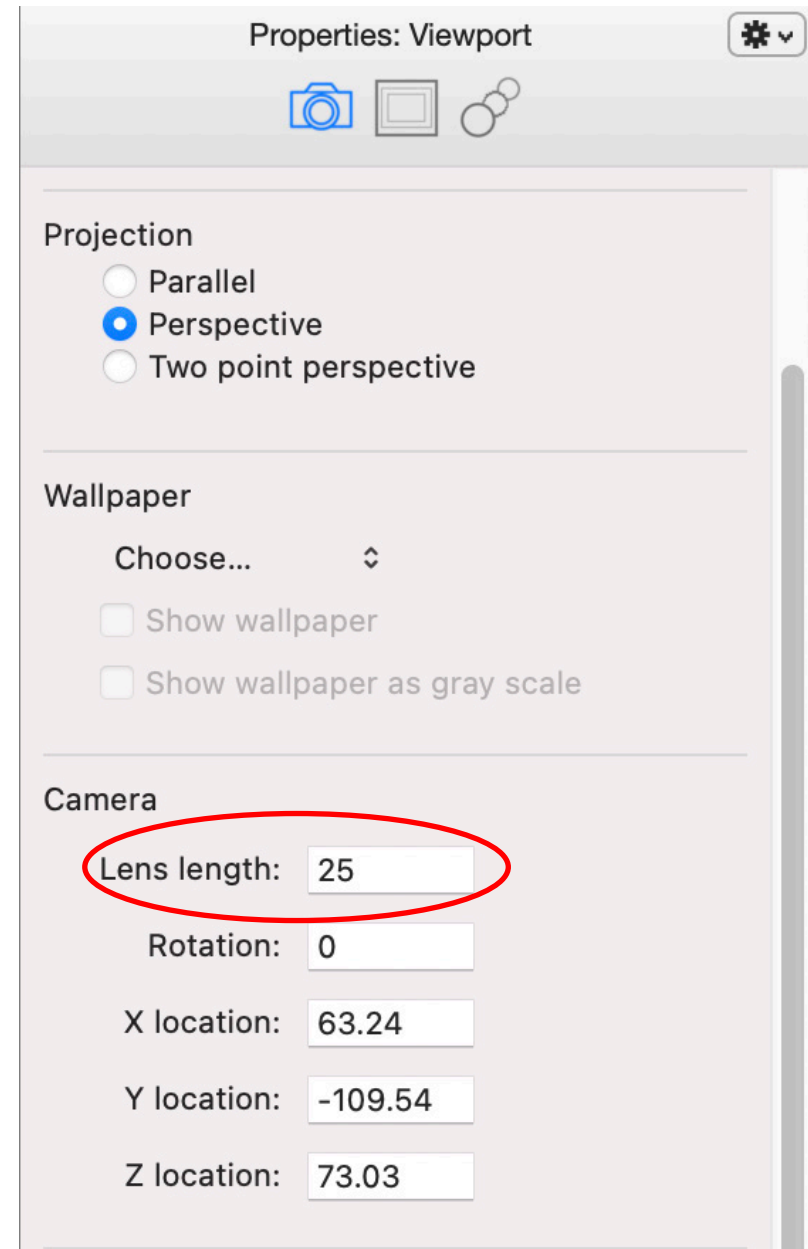 Properties: Viewport
Projection
Parallel
Perspective
Two point perspective
Wallpaper
Choose...
Show wallpaper
Show wallpaper as gray scale
Camera
Lens length: 25
Rotation: 0
X location: 63.24
Y location: -109.54
Z location: 73.03